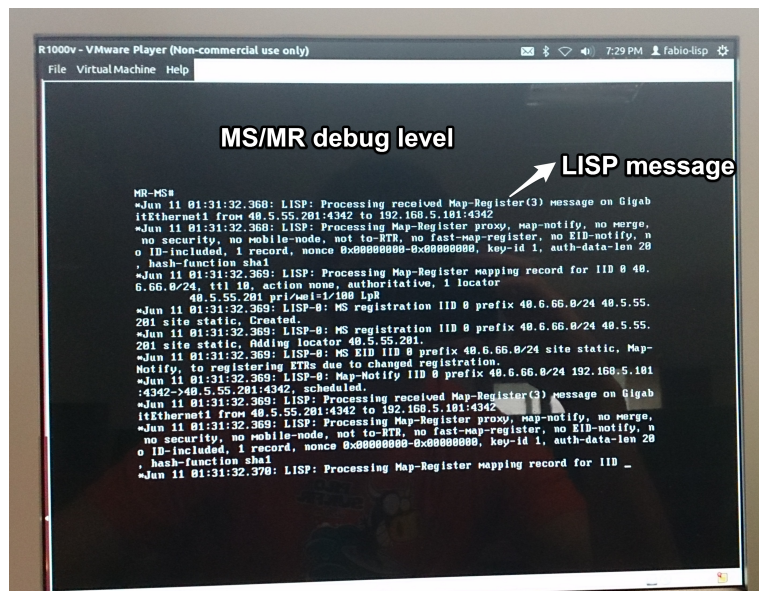 R1000v - VMware Player (Non-commercial use only)
7:29 PM fabio-lisp
File Virtual Machine Help
MS/MR debug level
LISP message
MR-MS#
*Jun 11 01:31:32.368: LISP: Processing received Map-Register(3) message on Gigab
itEthernet1 from 40.5.55.201:4342 to 192.168.5.101:4342
*Jun 11 01:31:32.368: LISP: Processing Map-Register proxy, map-notify, no merge,
no security, no mobile-node, not to-RTR, no fast-map-register, no EID-notify, n
o ID-included, 1 record, nonce 0x00000000-0x00000000, key-id 1, auth-data-len 20
, hash-function sha1
*Jun 11 01:31:32.369: LISP: Processing Map-Register mapping record for IID 0 40.
6.66.0/24, ttl 10, action none, authoritative, 1 locator
40.5.55.201 pri/wei=1/100 LpR
*Jun 11 01:31:32.369: LISP-0: MS registration IID 0 prefix 40.6.66.0/24 40.5.55.
201 site static, Created.
*Jun 11 01:31:32.369: LISP-0: MS registration IID 0 prefix 40.6.66.0/24 40.5.55.
201 site static, Adding locator 40.5.55.201.
*Jun 11 01:31:32.369: LISP-0: MS EID IID 0 prefix 40.6.66.0/24 site static, Map-
Notify, to registering ETRs due to changed registration.
*Jun 11 01:31:32.369: LISP-0: Map-Notify IID 0 prefix 40.6.66.0/24 192.168.5.101
:4342->40.5.55.201:4342, scheduled.
*Jun 11 01:31:32.369: LISP: Processing received Map-Register(3) message on Gigab
itEthernet1 from 40.5.55.201:4342 to 192.168.5.101:4342
*Jun 11 01:31:32.369: LISP: Processing Map-Register proxy, map-notify, no merge,
no security, no mobile-node, not to-RTR, no fast-map-register, no EID-notify, n
o ID-included, 1 record, nonce 0x00000000-0x00000000, key-id 1, auth-data-len 20
, hash-function sha1
*Jun 11 01:31:32.370: LISP: Processing Map-Register mapping record for IID _